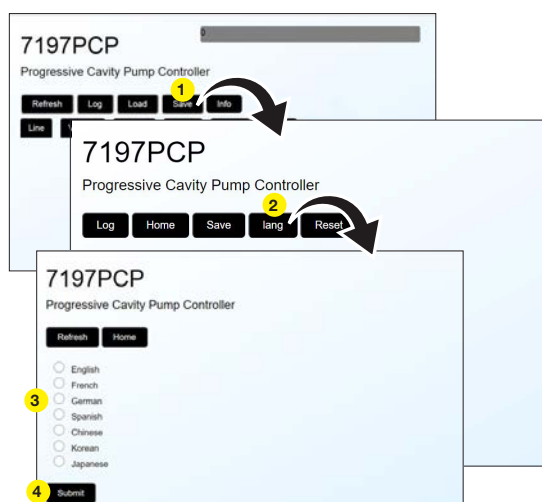 7197PCP
0
Progressive Cavity Pump Controller
1
Refresh Log Load Save Info
Line
7197PCP
Progressive Cavity Pump Controller
2
Log Home Save lang Reset
7197PCP
Progressive Cavity Pump Controller
Refresh Home
English
French
3 German
Spanish
Chinese
Korean
Japanese
4 Submit